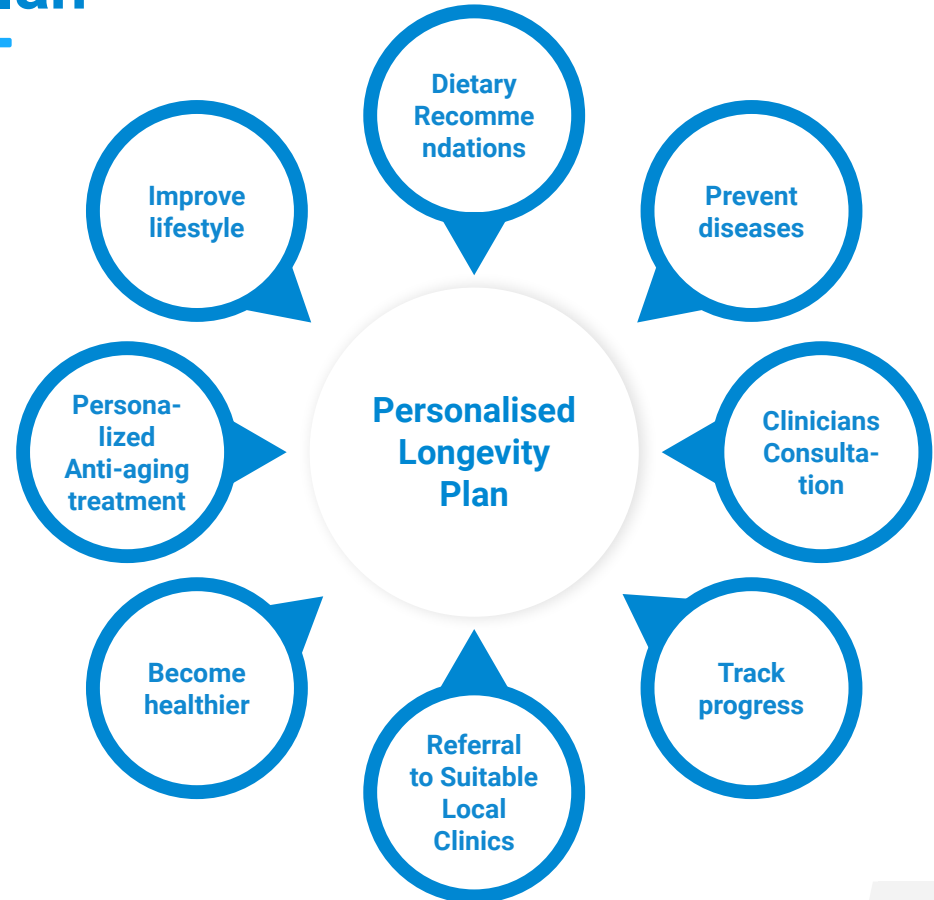 Dietary
Recomme
ndations
Prevent
diseases
Clinicians
Consulta-
tion
Track
progress
Referral
to Suitable
Local
Clinics
Become
healthier
Persona-
lized
Anti-aging
treatment
Improve
lifestyle
Personalised
Longevity
Plan